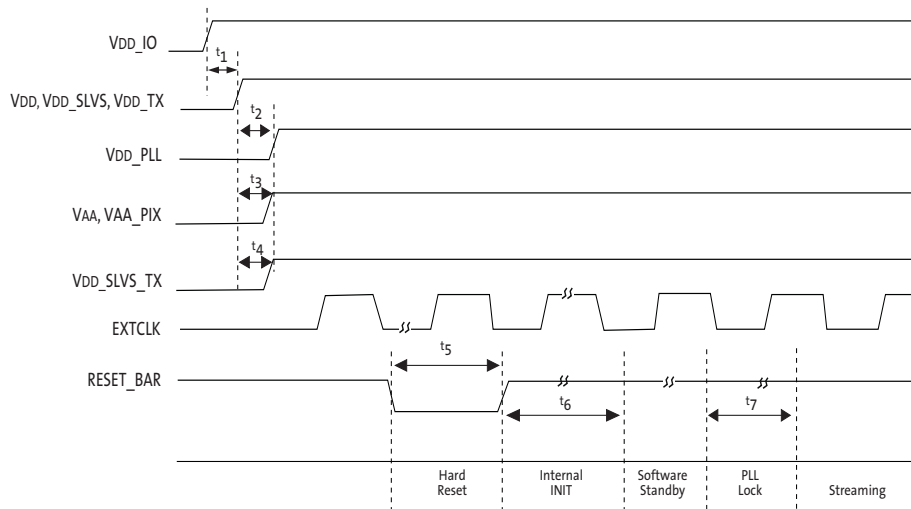 VDD_IO
t1
VDD, VDD_SLVS, VDD_TX
t2
VDD_PLL
t3
VAA, VAA_PIX
t4
VDD_SLVS_TX
EXTCLK
t5
RESET_BAR
t6
t7
Hard
Reset
Internal
INIT
Software
Standby
PLL
Lock
Streaming